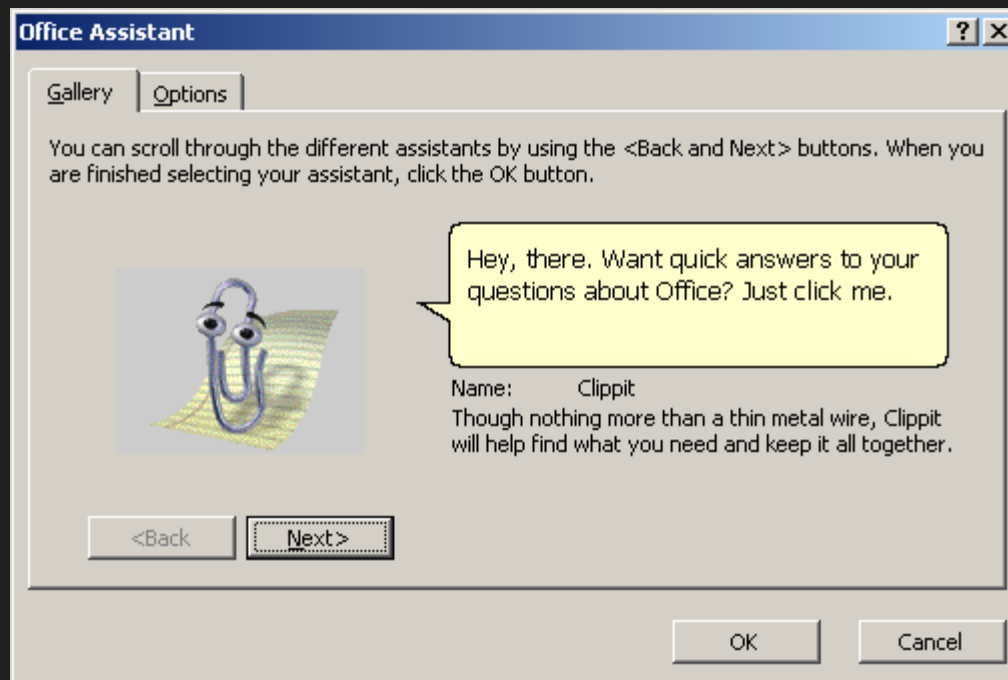 Office Assistant
Gallery
Options
You can scroll through the different assistants by using the <Back and Next> buttons. When you
are finished selecting your assistant, click the OK button.
Hey, there. Want quick answers to your
questions about Office? Just click me.
Name: Clippit
Though nothing more than a thin metal wire, Clippit
will help find what you need and keep it all together.
<Back
Next>
OK
Cancel